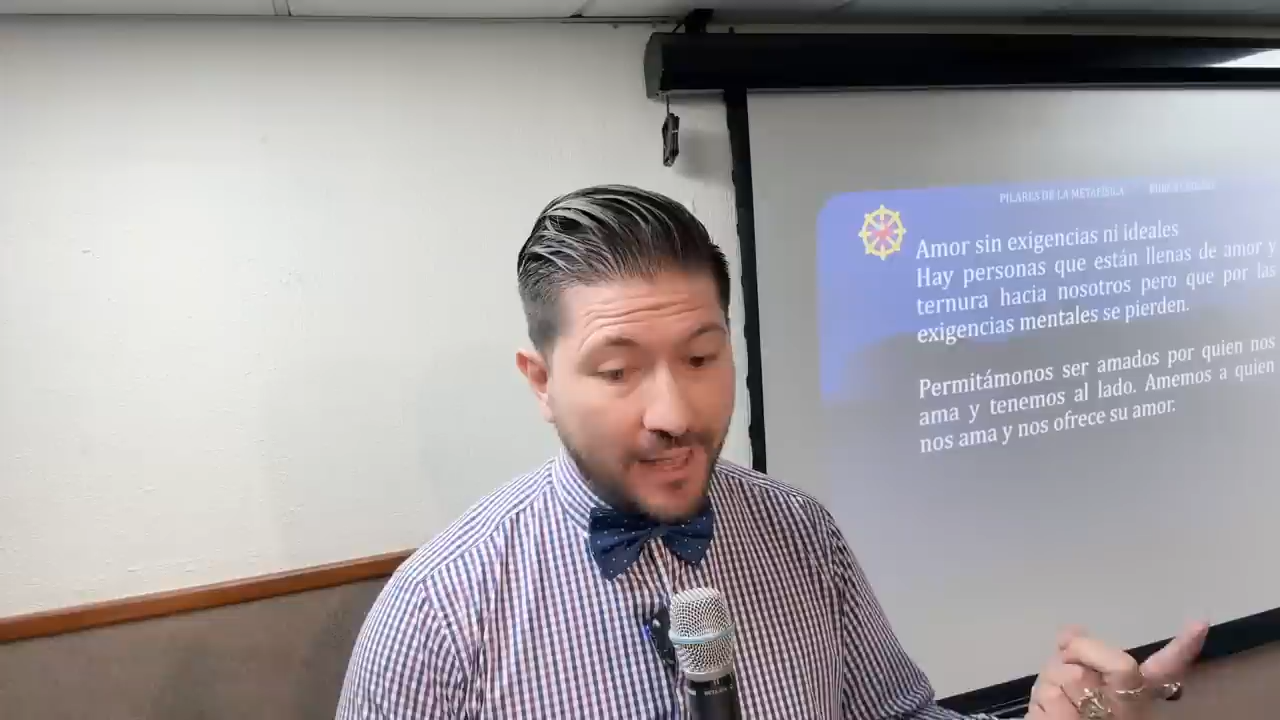 PILARES DE LA METAFÍSICA
Amor sin exigencias ni ideales
Hay personas que están llenas de amor y
ternura hacia nosotros pero que por las
exigencias mentales se pierden.
Permitámonos ser amados por quien nos
ama y tenemos al lado. Amemos a quien
nos ama y nos ofrece su amor.